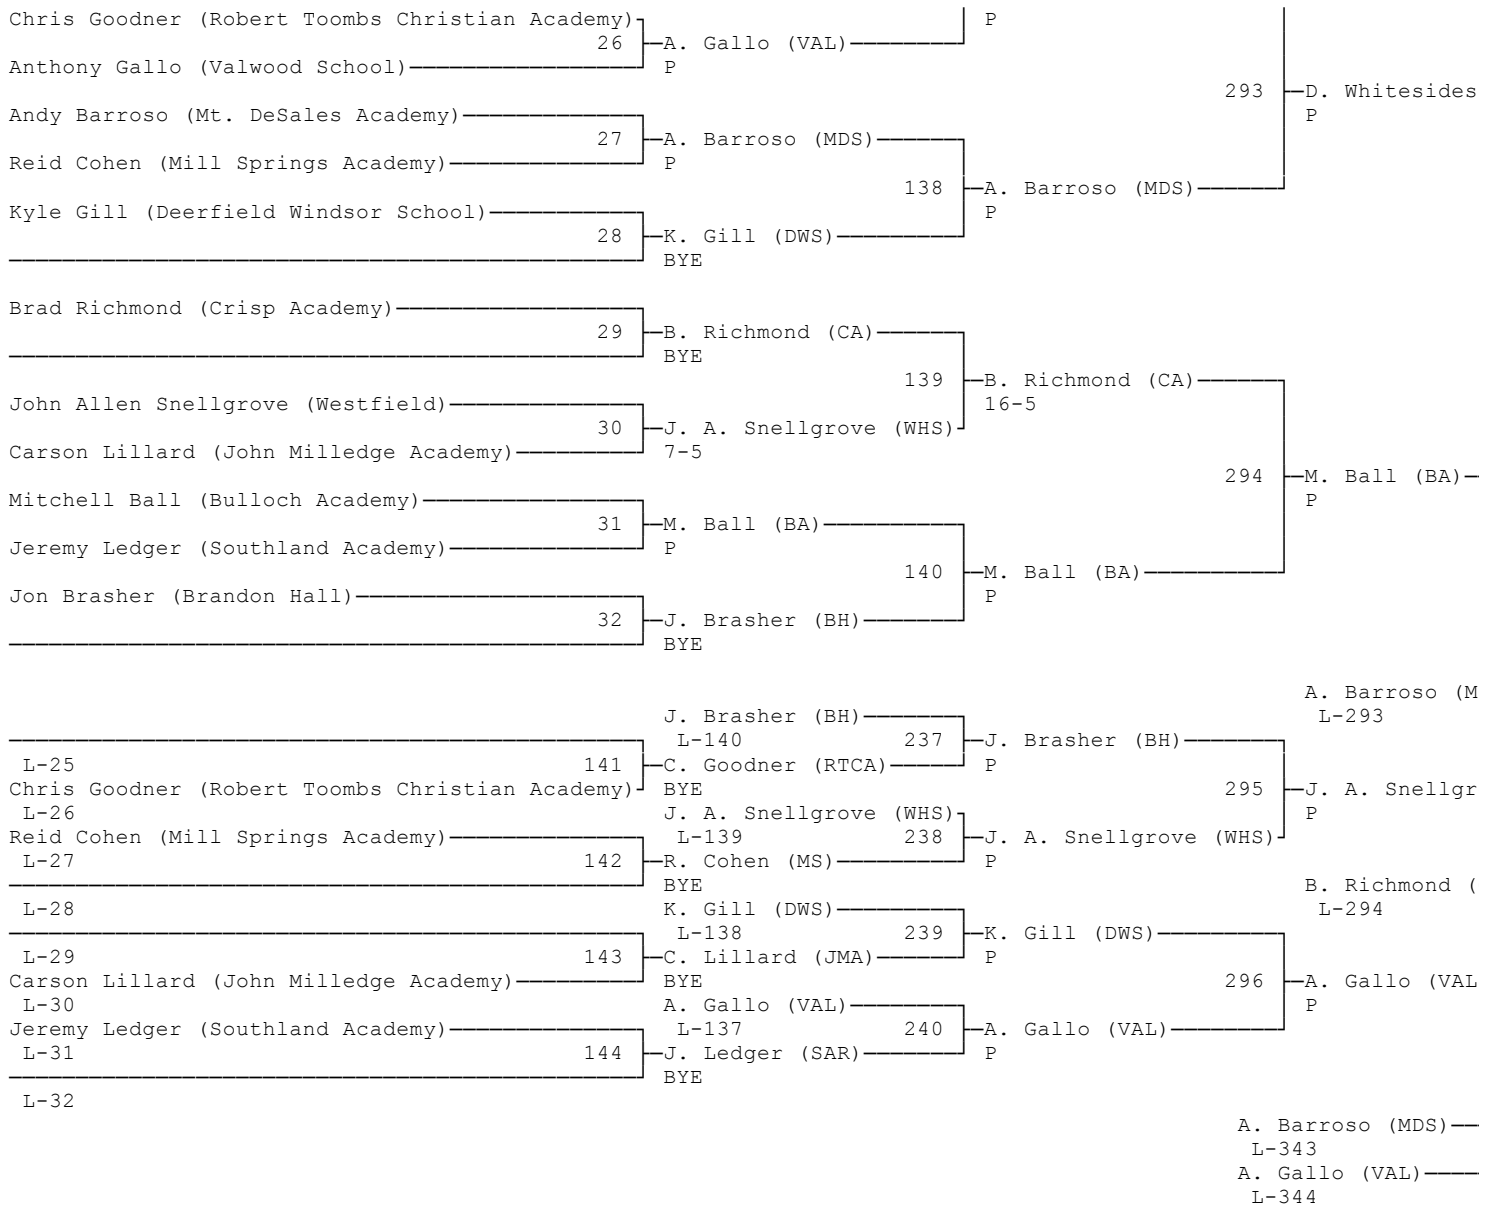 Chris Goodner (Robert Toombs Christian Academy) P
26 A. Gallo (VAL)
Anthony Gallo (Valwood School) P
293 D. Whitesides
Andy Barroso (Mt. DeSales Academy) P
27 A. Barroso (MDS)
Reid Cohen (Mill Springs Academy) P
138 A. Barroso (MDS)
Kyle Gill (Deerfield Windsor School) P
28 K. Gill (DWS)
BYE
Brad Richmond (Crisp Academy)
29 B. Richmond (CA)
BYE
139 B. Richmond (CA)
John Allen Snellgrove (Westfield) 16-5
30 J. A. Snellgrove (WHS)
Carson Lillard (John Milledge Academy) 7-5
294 M. Ball (BA)
Mitchell Ball (Bulloch Academy) P
31 M. Ball (BA)
Jeremy Ledger (Southland Academy) P
140 M. Ball (BA)
Jon Brasher (Brandon Hall) P
32 J. Brasher (BH)
BYE
A. Barroso (M
J. Brasher (BH) L-293
L-140 237 J. Brasher (BH)
L-25 141 C. Goodner (RTCA) P
Chris Goodner (Robert Toombs Christian Academy) BYE 295 J. A. Snellgr
L-26 J. A. Snellgrove (WHS) P
Reid Cohen (Mill Springs Academy) L-139 238 J. A. Snellgrove (WHS)
L-27 142 R. Cohen (MS) P
BYE B. Richmond (
L-28 K. Gill (DWS) L-294
L-138 239 K. Gill (DWS)
L-29 143 C. Lillard (JMA) P
Carson Lillard (John Milledge Academy) BYE 296 A. Gallo (VAL
L-30 A. Gallo (VAL) P
Jeremy Ledger (Southland Academy) L-137 240 A. Gallo (VAL)
L-31 144 J. Ledger (SAR) P
BYE
L-32
A. Barroso (MDS)
L-343
A. Gallo (VAL)
L-344